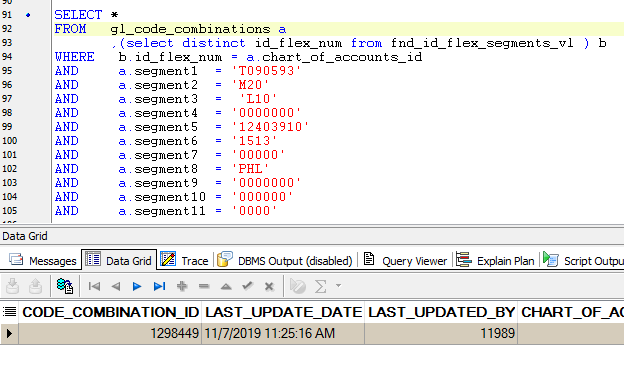 91 SELECT *
92 FROM gl_code_combinations a
93 ,(select distinct id_flex_num from fnd_id_flex_segments_vl ) b
94 WHERE b.id_flex_num = a.chart_of_accounts_id
95 AND a.segment1 = 'T090593'
96 AND a.segment2 = 'M20'
97 AND a.segment3 = 'L10'
98 AND a.segment4 = '0000000'
99 AND a.segment5 = '12403910'
100 AND a.segment6 = '1513'
101 AND a.segment7 = '00000'
102 AND a.segment8 = 'PHL'
103 AND a.segment9 = '0000000'
104 AND a.segment10 = '000000'
105 AND a.segment11 = '0000'
Data Grid
Messages Data Grid Trace DBMS Output (disabled) Query Viewer Explain Plan Script Outpu
CODE_COMBINATION_ID LAST_UPDATE_DATE LAST_UPDATED_BY CHART_OF_AC
1298449 11/7/2019 11:25:16 AM 11989